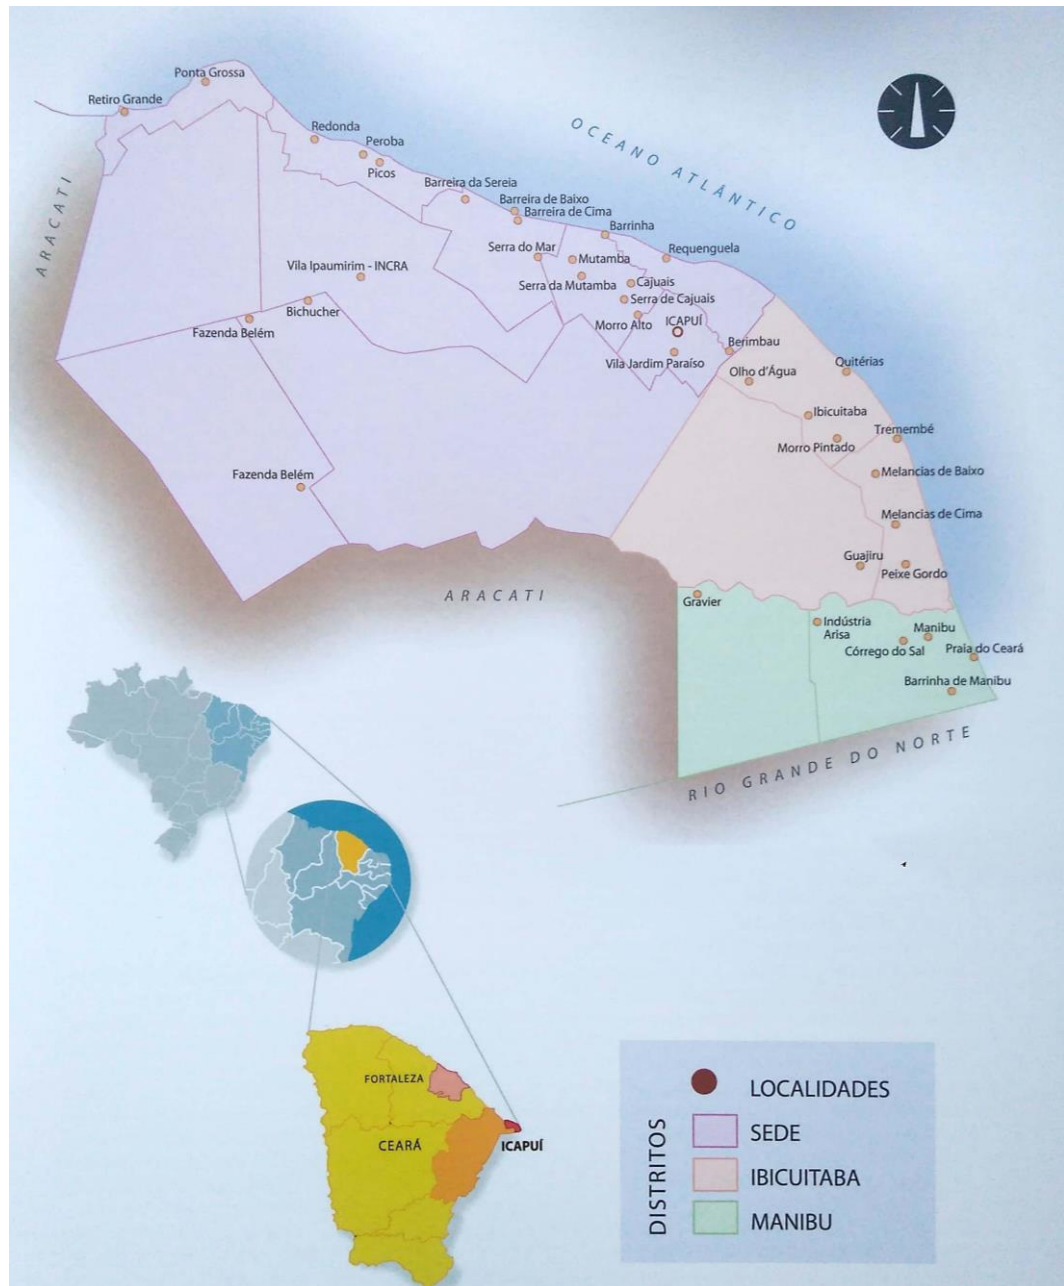 Ponta Grossa
Retiro Grande
OCEANO ATLÂNTICO
Redonda
Peroba
Picos
Barreira da Sereia
ARACATI
Barreira de Baixo
Barreira de Cima
Barrinha
Serra do Mar
Requenguela
Mutamba
Vila Ipaumirim - INCRA
Serra da Mutamba
Cajuais
Serra de Cajuais
Bichucher
Morro Alto
ICAPUÍ
Fazenda Belém
Berimbau
Vila Jardim Paraíso
Quitérias
Olho d'Água
Ibicuitaba
Tremembé
Morro Pintado
Melancias de Baixo
Fazenda Belém
Melancias de Cima
Guajiru
Peixe Gordo
ARACATI
Gravier
Indústria
Arisa
Manibu
Córrego do Sal
Praia do Ceará
Barrinha de Manibu
RIO GRANDE DO NORTE
FORTALEZA
CEARÁ
ICAPUÍ
DISTRITOS
LOCALIDADES
SEDE
IBICUITABA
MANIBU